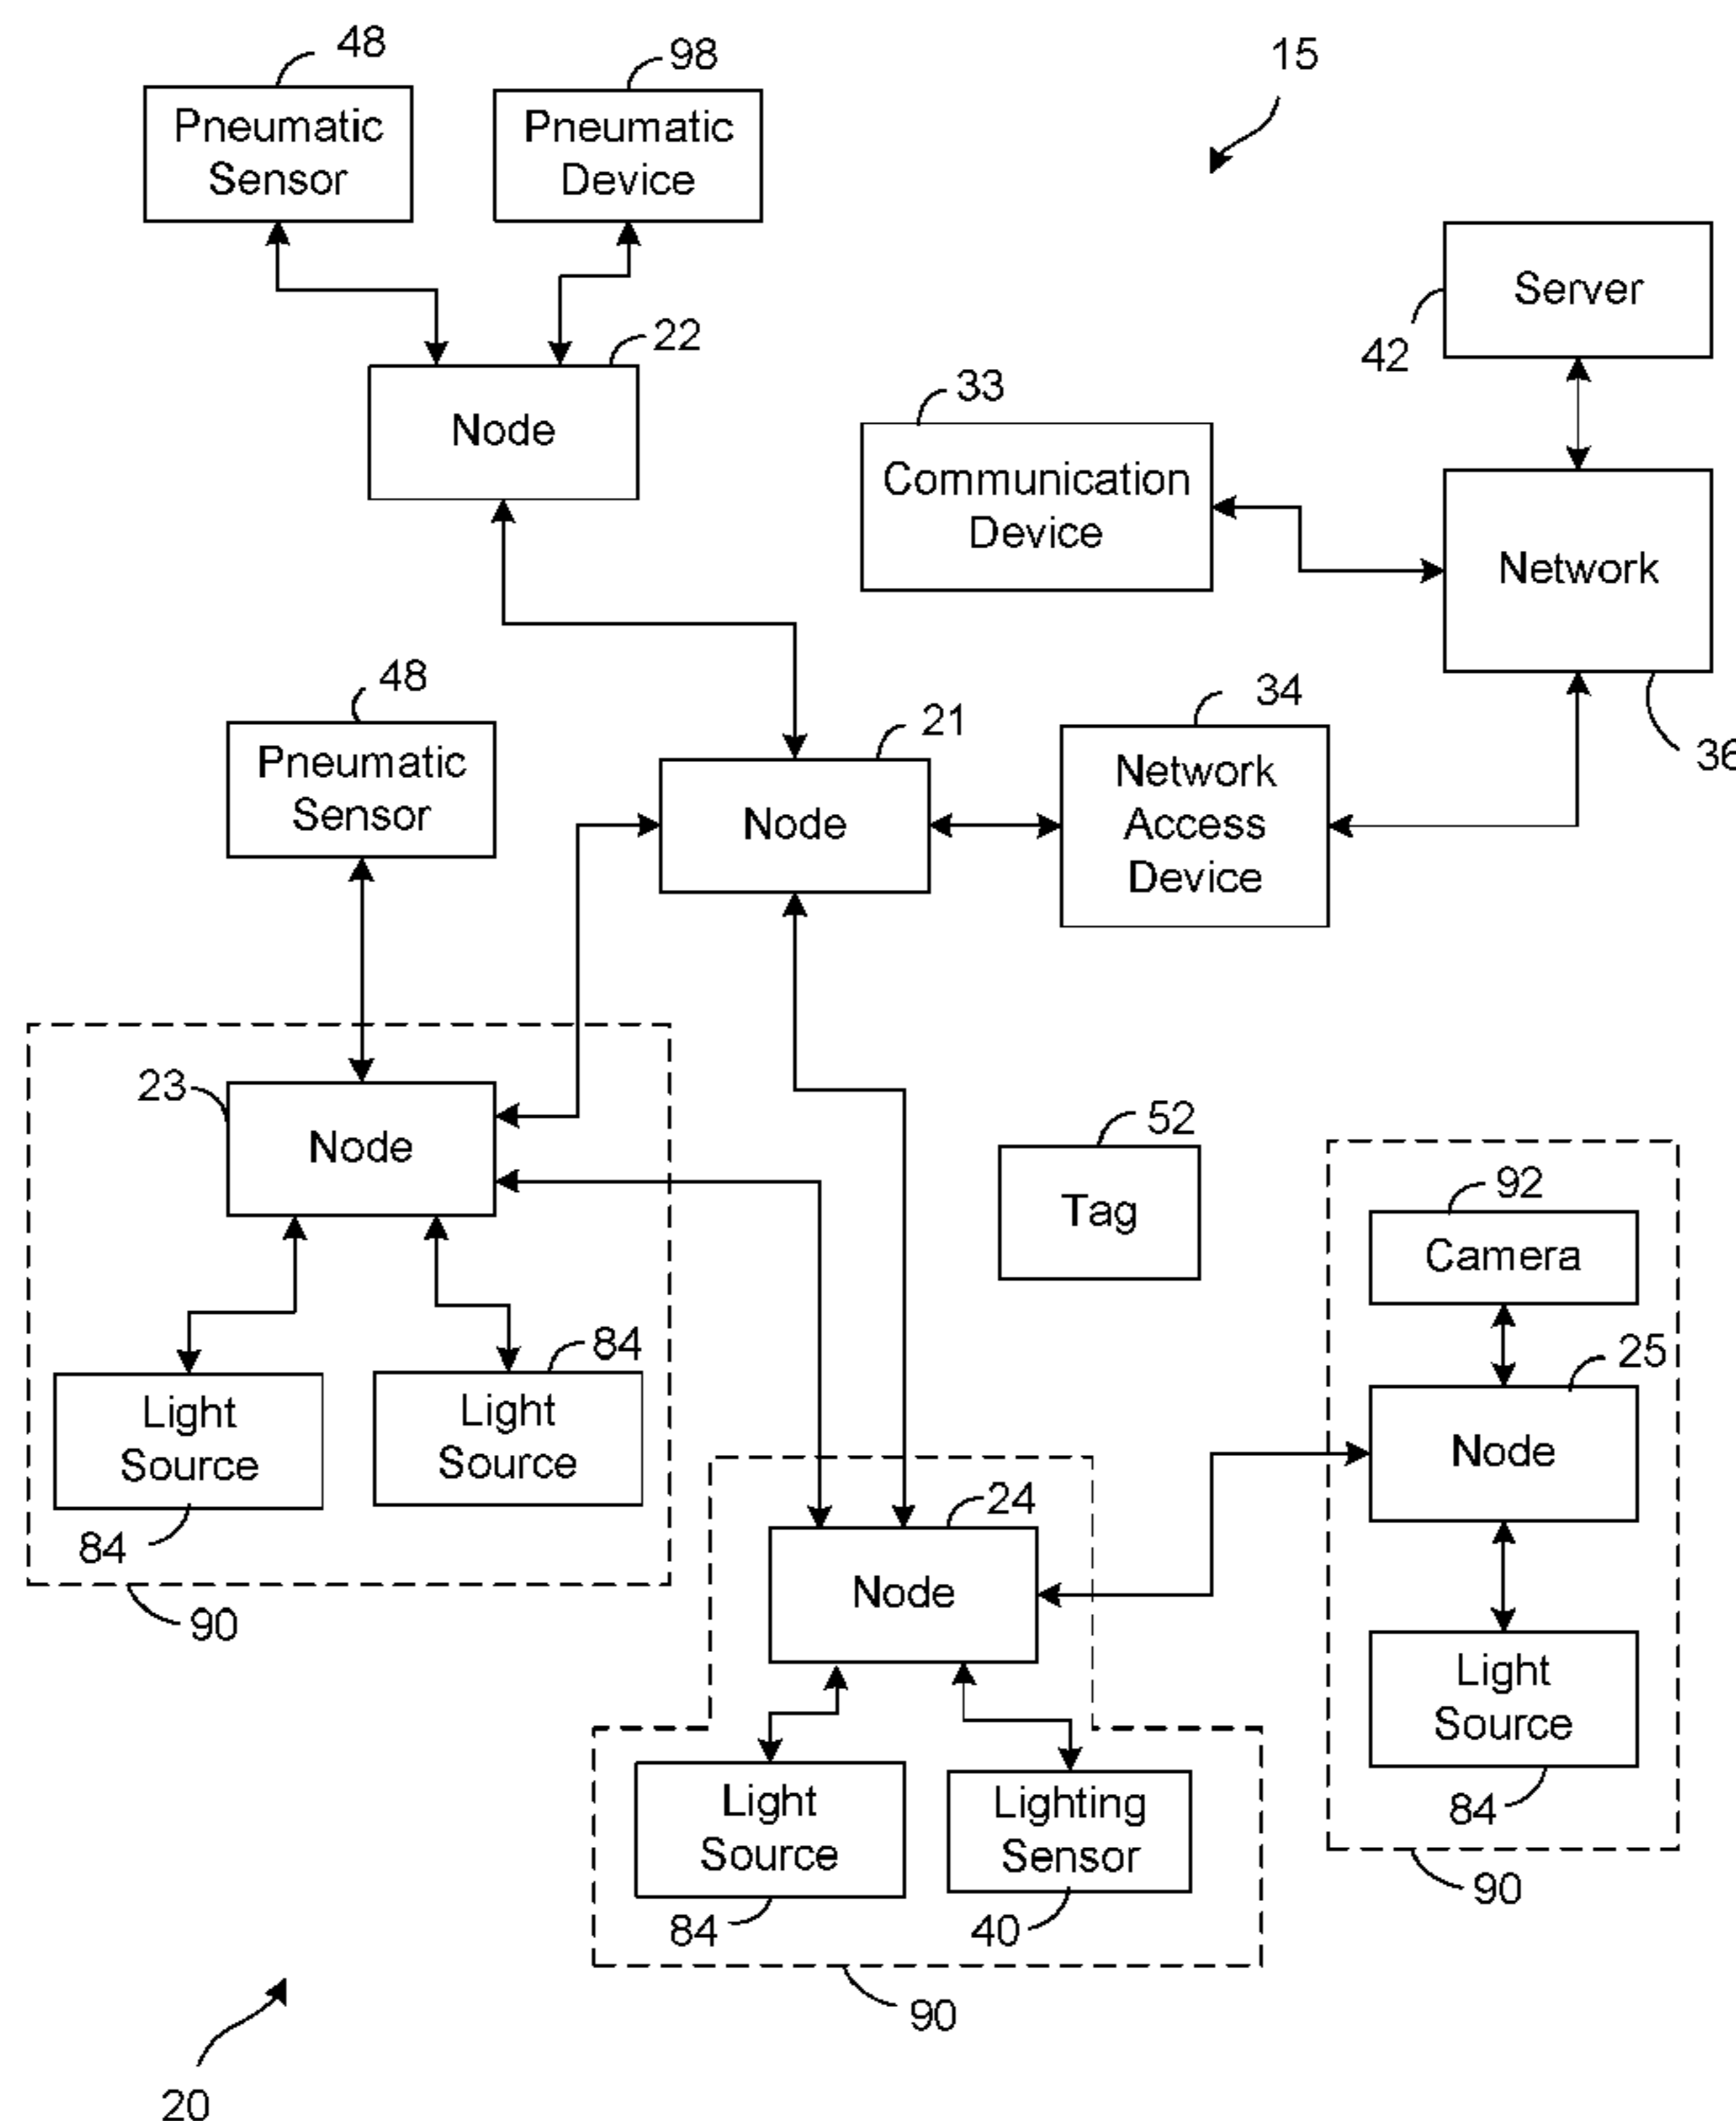 48
98
15
Pneumatic
Sensor
Pneumatic
Device
Server
42
22
Node
33
Communication
Device
Network
36
48
Pneumatic
Sensor
21
Node
34
Network
Access
Device
23
Node
52
Tag
92
Camera
25
Node
84
Light
Source
Light
Source
84
90
24
Node
Light
Source
84
90
Light
Source
84
Lighting
Sensor
40
90
20